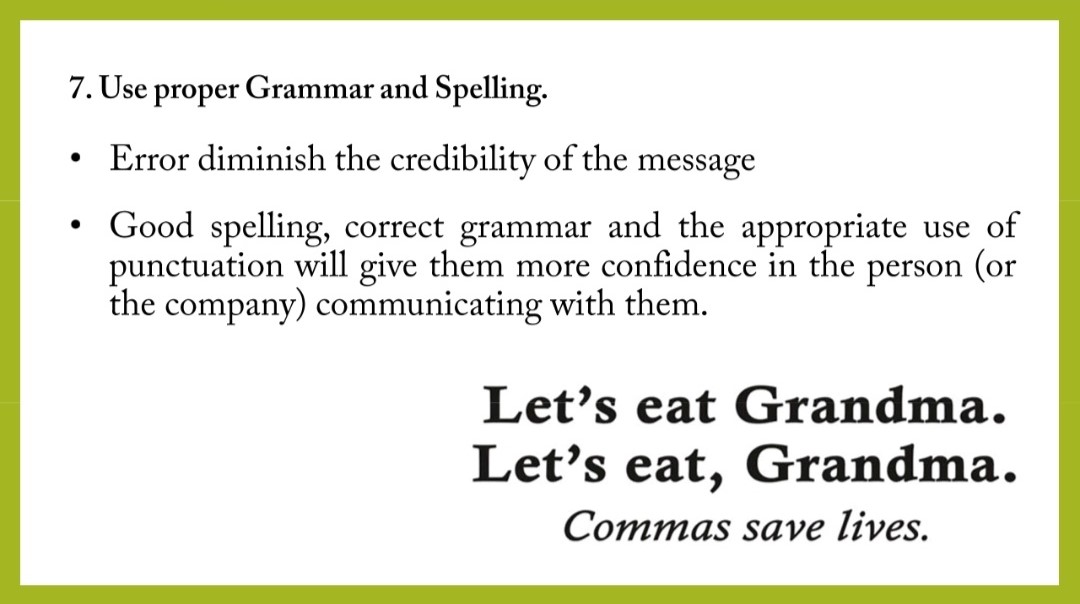 7. Use proper Grammar and Spelling.
• Error diminish the credibility of the message
• Good spelling, correct grammar and the appropriate use of
punctuation will give them more confidence in the person (or
the company) communicating with them.
Let’s eat Grandma.
Let’s eat, Grandma.
Commas save lives.